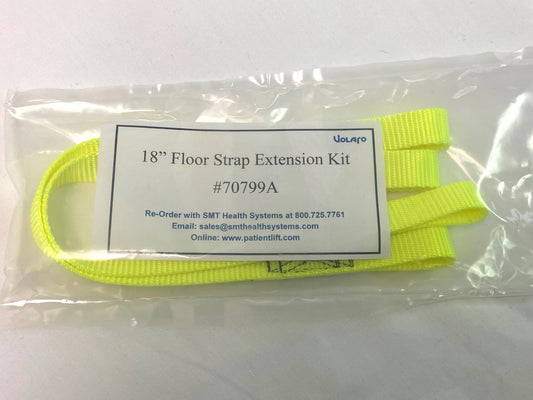 Volaro
18” Floor Strap Extension Kit
#70799A
Re-Order with SMT Health Systems at 800.725.7761
Email: sales@smthealthsystems.com
Online: www.patientlift.com